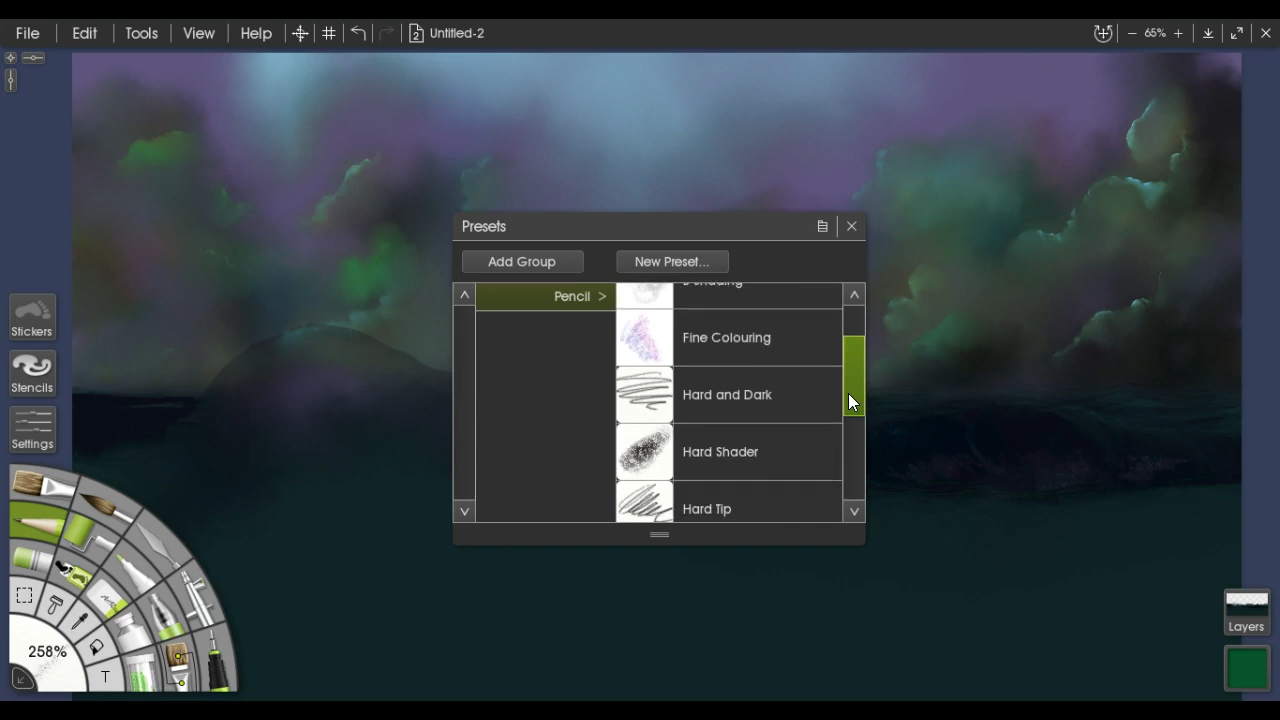 File Edit Tools View Help 2 Untitled-2 65%
Presets
Add Group New Preset...
Pencil >
Fine Colouring
Hard and Dark
Hard Shader
Hard Tip
Stickers
Stencils
Settings
258%
T
Layers